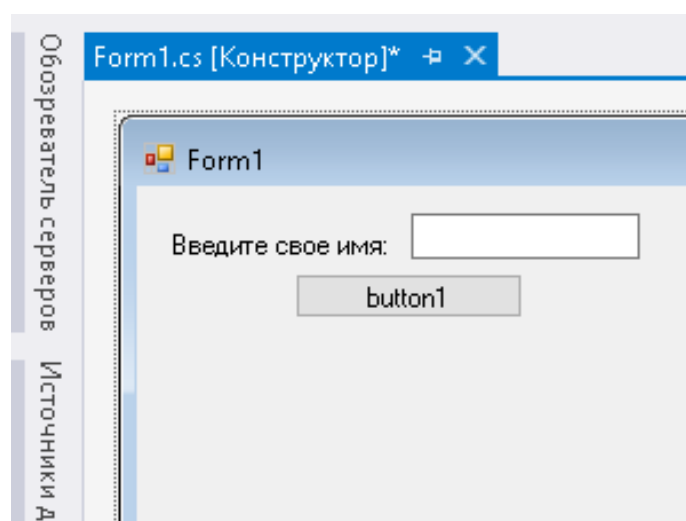 Обозреватель серверов
Источники д
Form1.cs [Конструктор]*
Form1
Введите свое имя:
button1